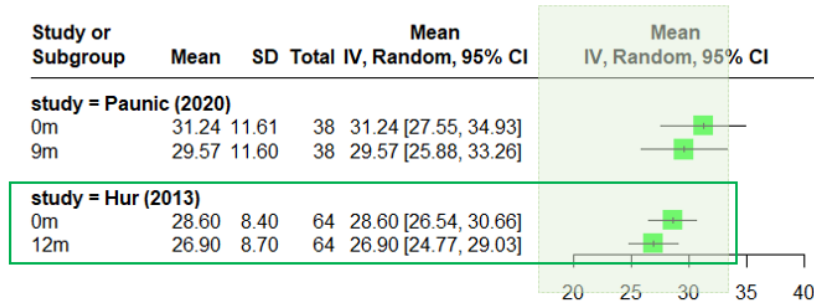 Study or Mean Mean
Subgroup Mean SD Total IV, Random, 95% CI IV, Random, 95% CI
study = Paunic (2020)
0m 31.24 11.61 38 31.24 [27.55, 34.93]
9m 29.57 11.60 38 29.57 [25.88, 33.26]
study = Hur (2013)
0m 28.60 8.40 64 28.60 [26.54, 30.66]
12m 26.90 8.70 64 26.90 [24.77, 29.03]
20 25 30 35 40